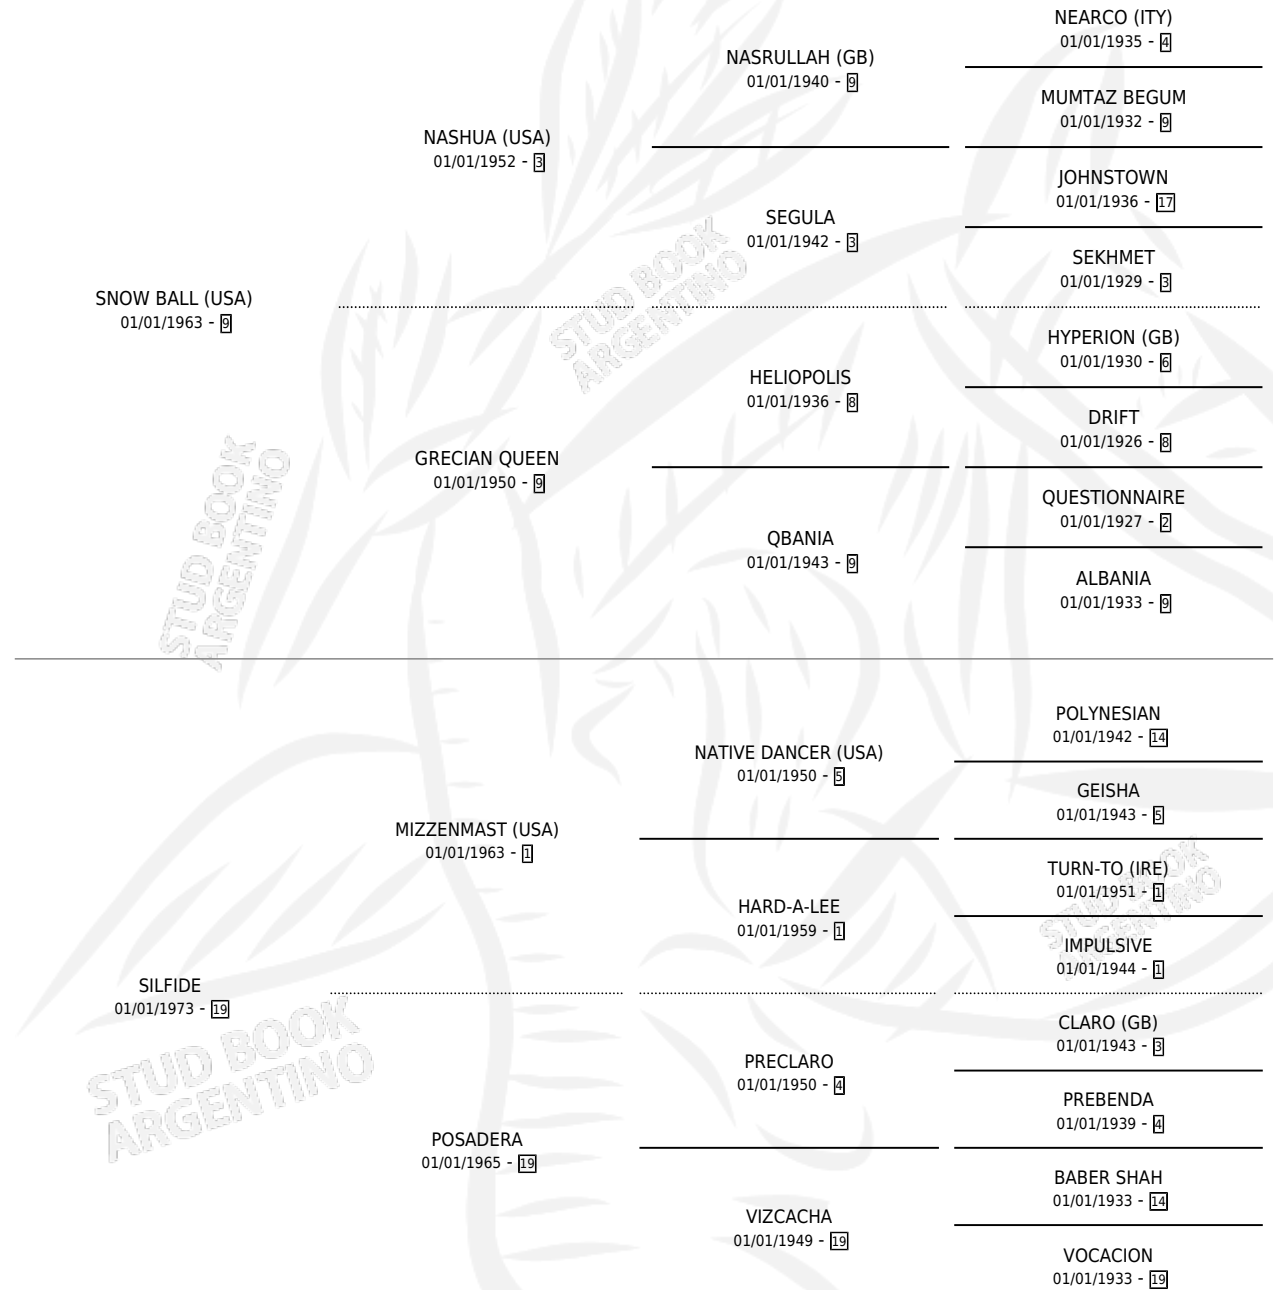 NEARCO (ITY)
01/01/1935 - 4
NASRULLAH (GB)
01/01/1940 - 9
MUMTAZ BEGUM
01/01/1932 - 9
NASHUA (USA)
01/01/1952 - 3
JOHNSTOWN
01/01/1936 - 17
SEGULA
01/01/1942 - 3
SEKHMET
01/01/1929 - 3
SNOW BALL (USA)
01/01/1963 - 9
HYPERION (GB)
01/01/1930 - 6
HELIOPOLIS
01/01/1936 - 8
DRIFT
01/01/1926 - 8
GRECIAN QUEEN
01/01/1950 - 9
QUESTIONNAIRE
01/01/1927 - 2
QBANIA
01/01/1943 - 9
ALBANIA
01/01/1933 - 9
POLYNESIAN
01/01/1942 - 14
NATIVE DANCER (USA)
01/01/1950 - 5
GEISHA
01/01/1943 - 5
MIZZENMAST (USA)
01/01/1963 - 1
TURN-TO (IRE)
01/01/1951 - 1
HARD-A-LEE
01/01/1959 - 1
IMPULSIVE
01/01/1944 - 1
SILFIDE
01/01/1973 - 19
CLARO (GB)
01/01/1943 - 3
PRECLARO
01/01/1950 - 4
PREBENDA
01/01/1939 - 4
POSADERA
01/01/1965 - 19
BABER SHAH
01/01/1933 - 14
VIZCACHA
01/01/1949 - 19
VOCACION
01/01/1933 - 19
STUD BOOK
ARGENTINO
STUD BOOK
ARGENTINO
STUD BOOK
ARGENTINO
STUD BOOK
ARGENTINO